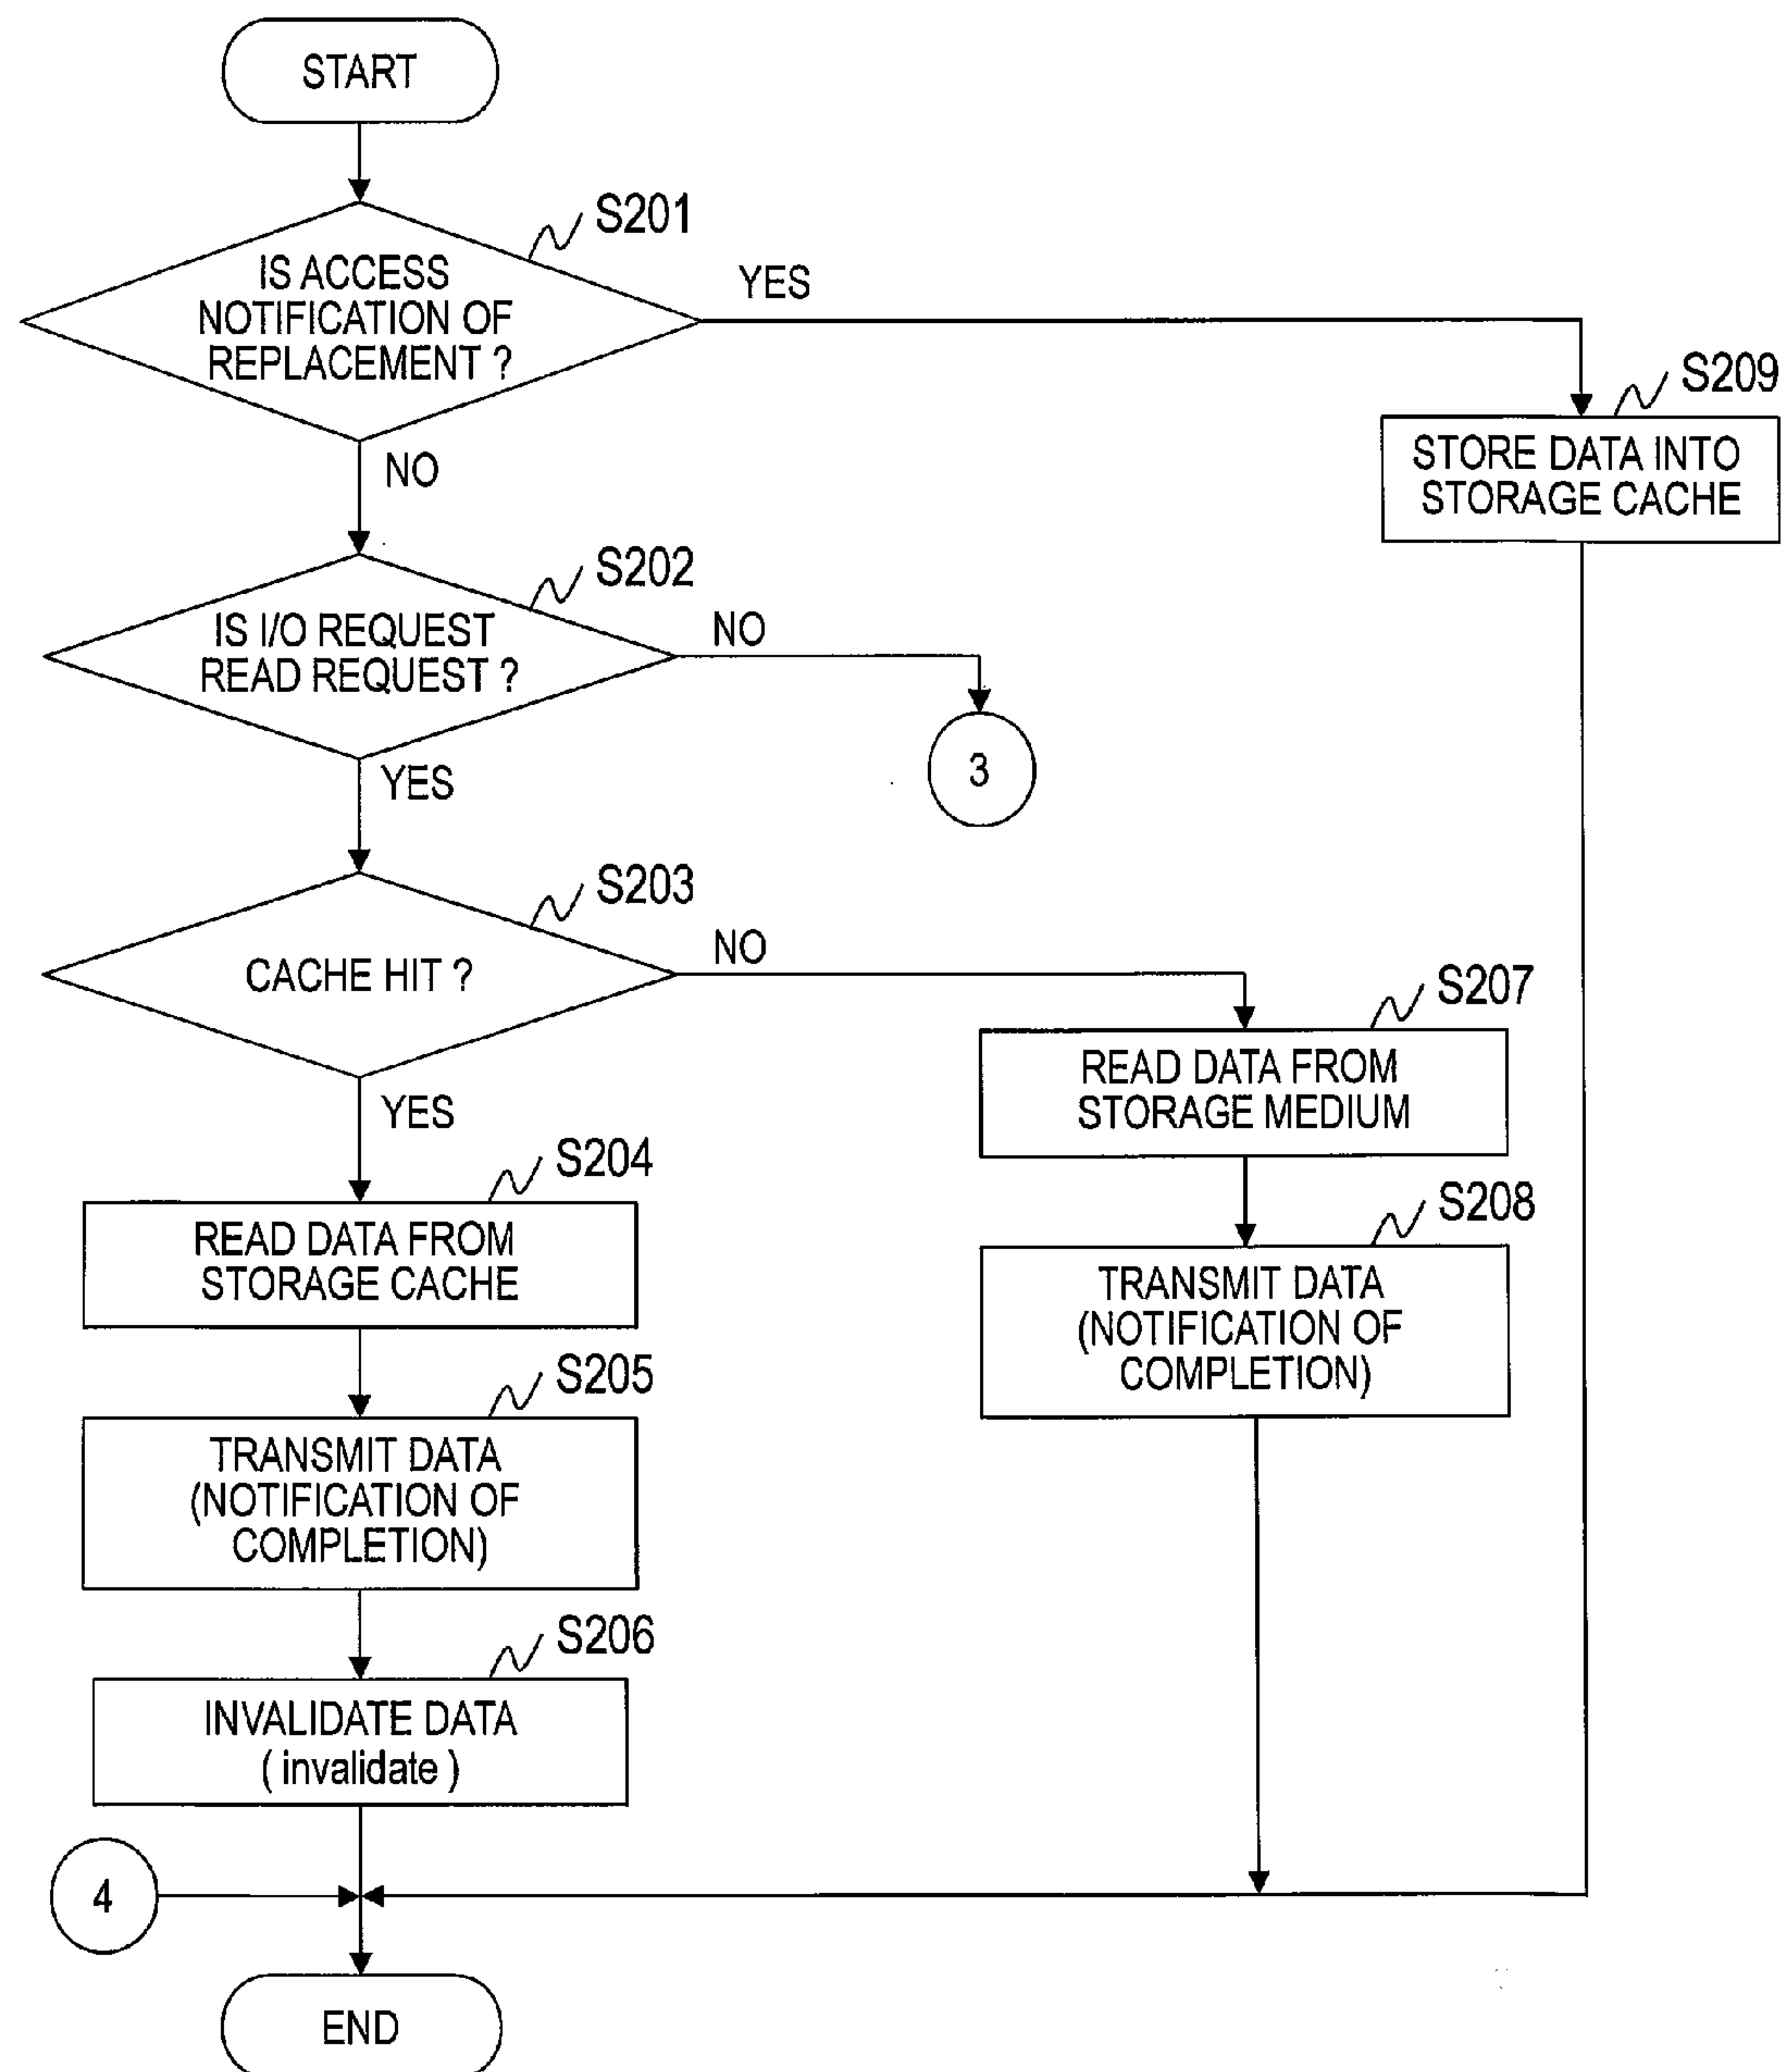 START
S201
IS ACCESS
NOTIFICATION OF
REPLACEMENT ?
YES
NO
S209
STORE DATA INTO
STORAGE CACHE
S202
IS I/O REQUEST
READ REQUEST ?
NO
YES
3
S203
CACHE HIT ?
NO
YES
S207
READ DATA FROM
STORAGE MEDIUM
S204
READ DATA FROM
STORAGE CACHE
S208
TRANSMIT DATA
(NOTIFICATION OF
COMPLETION)
S205
TRANSMIT DATA
(NOTIFICATION OF
COMPLETION)
S206
INVALIDATE DATA
( invalidate )
4
END